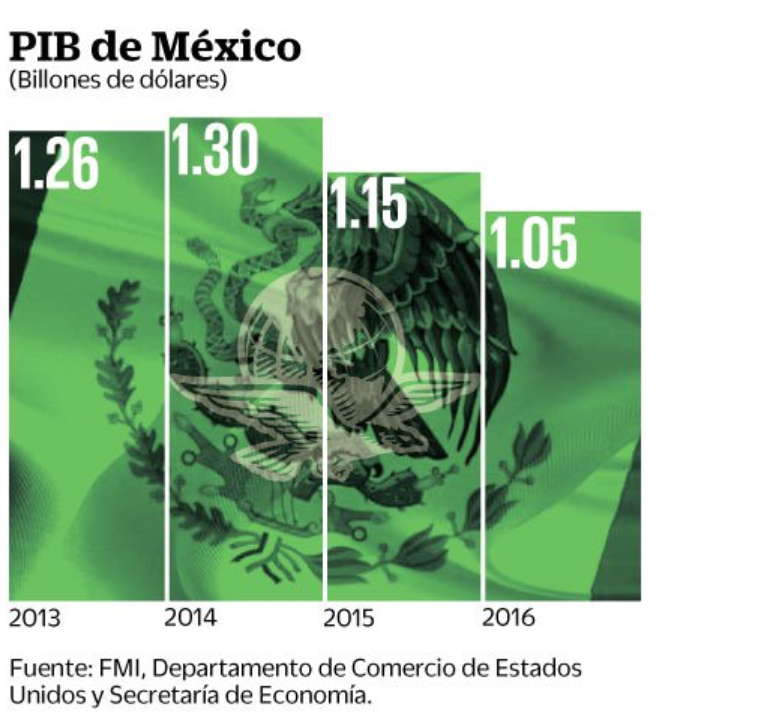 PIB de México
(Billones de dólares)
1.26
1.30
1.15
1.05
2013
2014
2015
2016
Fuente: FMI, Departamento de Comercio de Estados
Unidos y Secretaría de Economía.